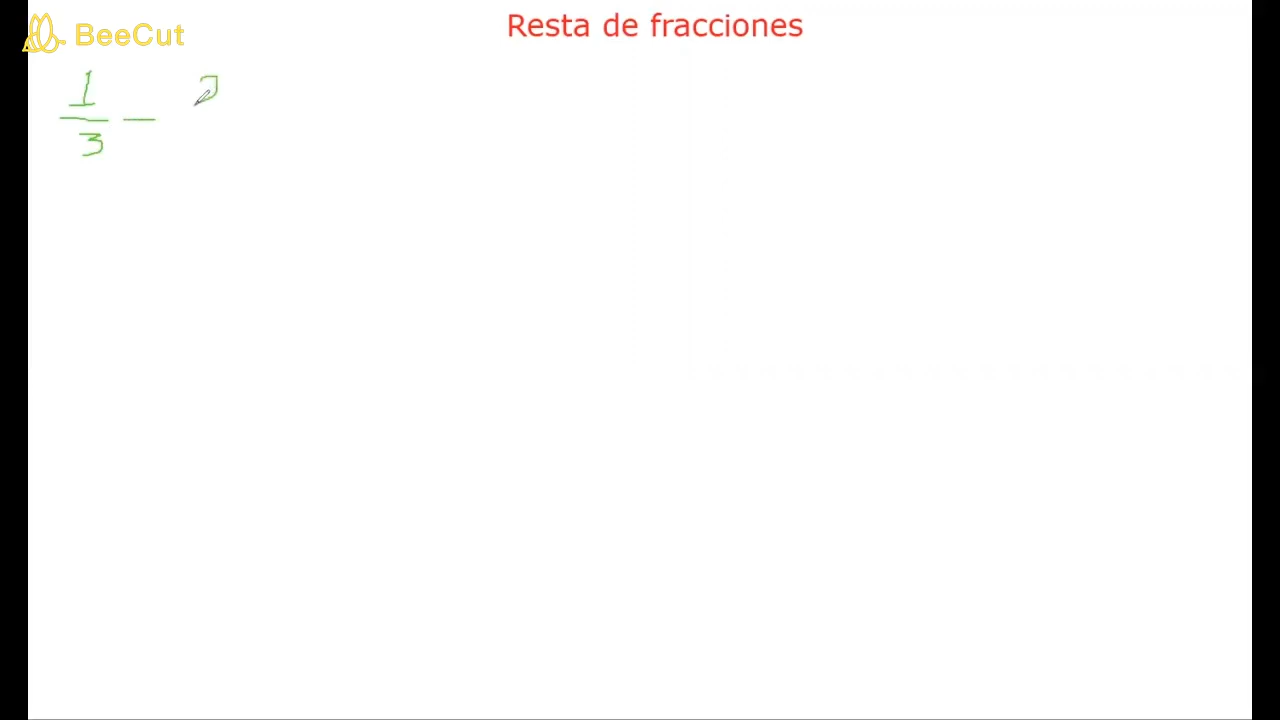 BeeCut
Resta de fracciones
1
— —
3